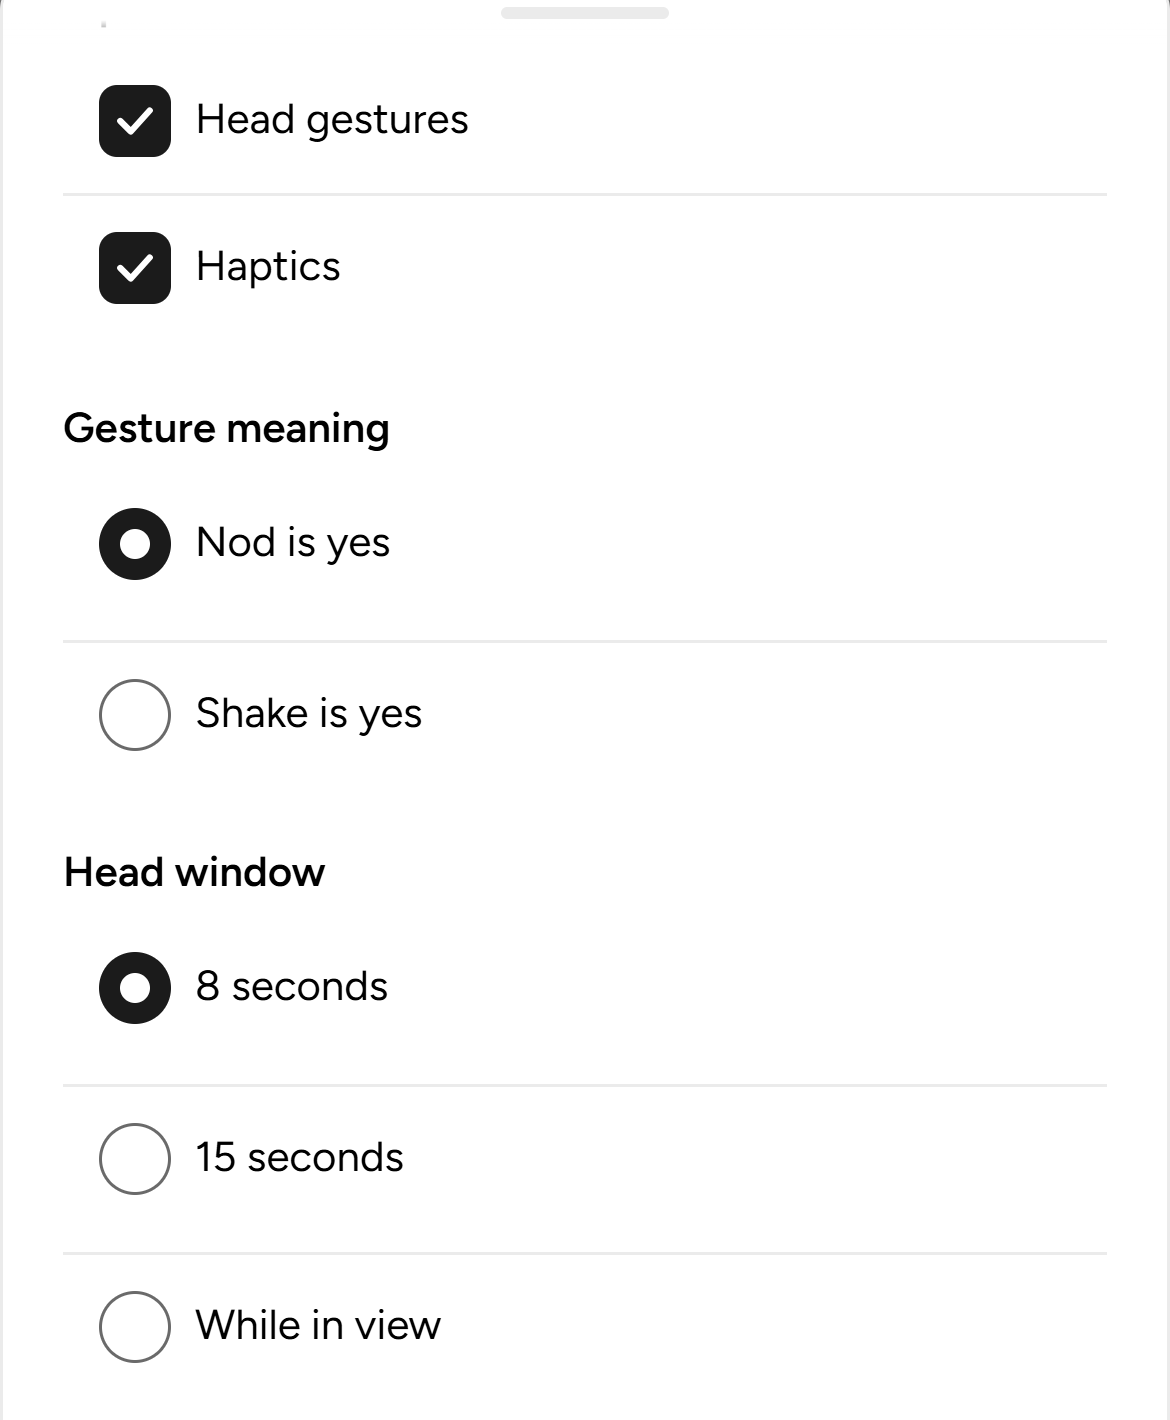 Head gestures
Haptics
Gesture meaning
Nod is yes
Shake is yes
Head window
8 seconds
15 seconds
While in view